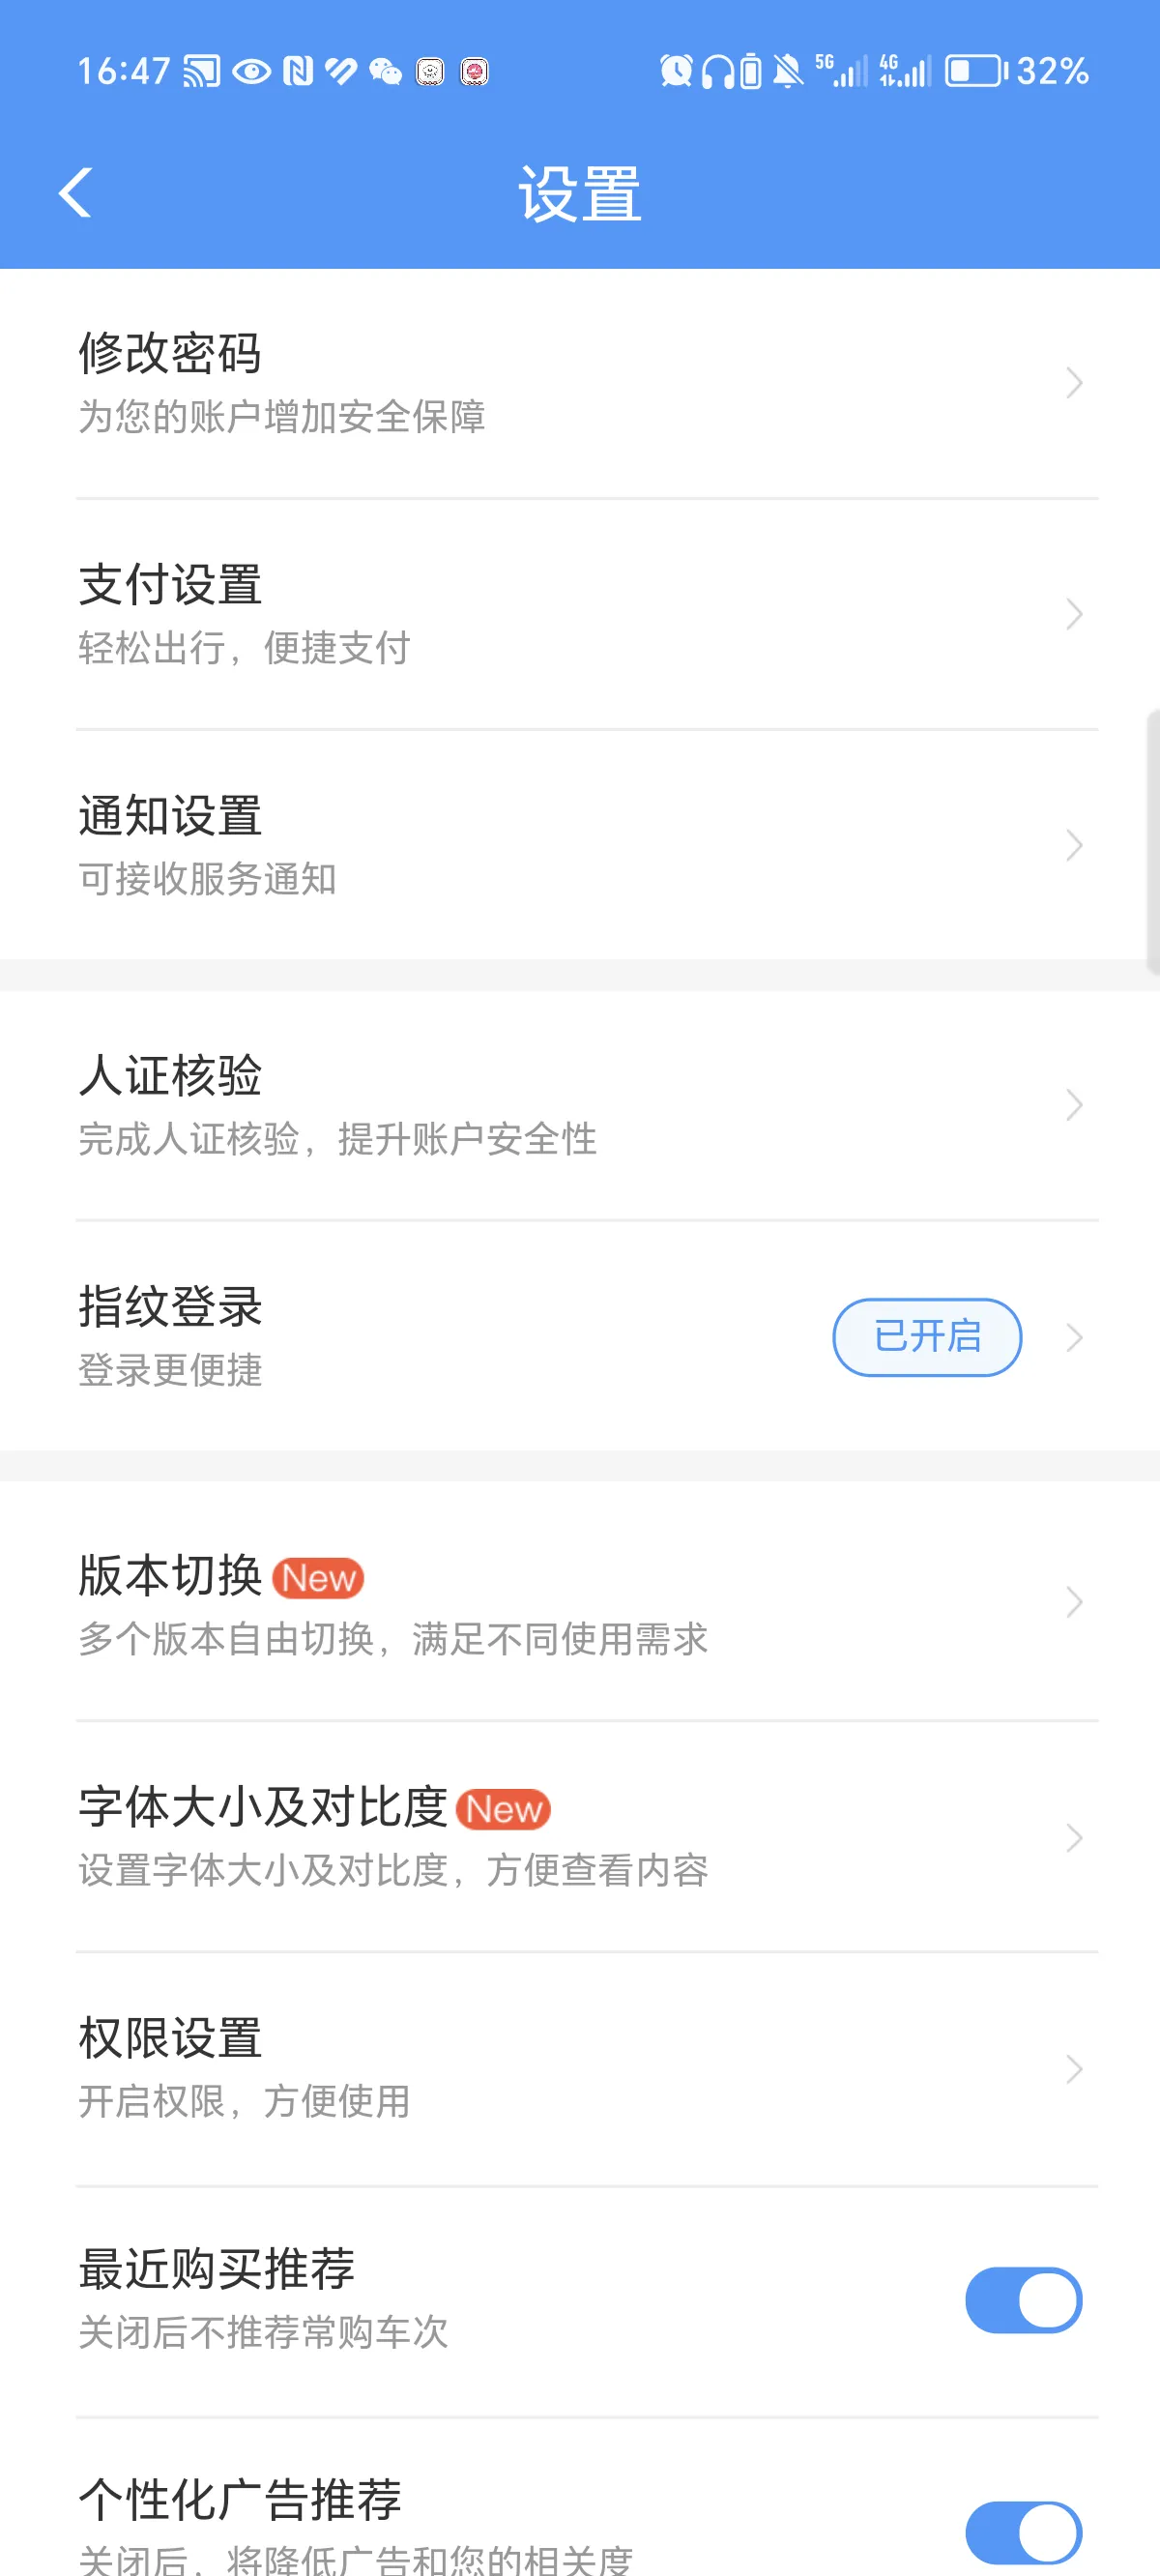 16:47 5G 4G 32%
设置
修改密码
为您的账户增加安全保障
支付设置
轻松出行，便捷支付
通知设置
可接收服务通知
人证核验
完成人证核验，提升账户安全性
指纹登录
已开启
登录更便捷
版本切换 New
多个版本自由切换，满足不同使用需求
字体大小及对比度 New
设置字体大小及对比度，方便查看内容
权限设置
开启权限，方便使用
最近购买推荐
关闭后不推荐常购车次
个性化广告推荐
关闭后，将降低广告和您的相关度